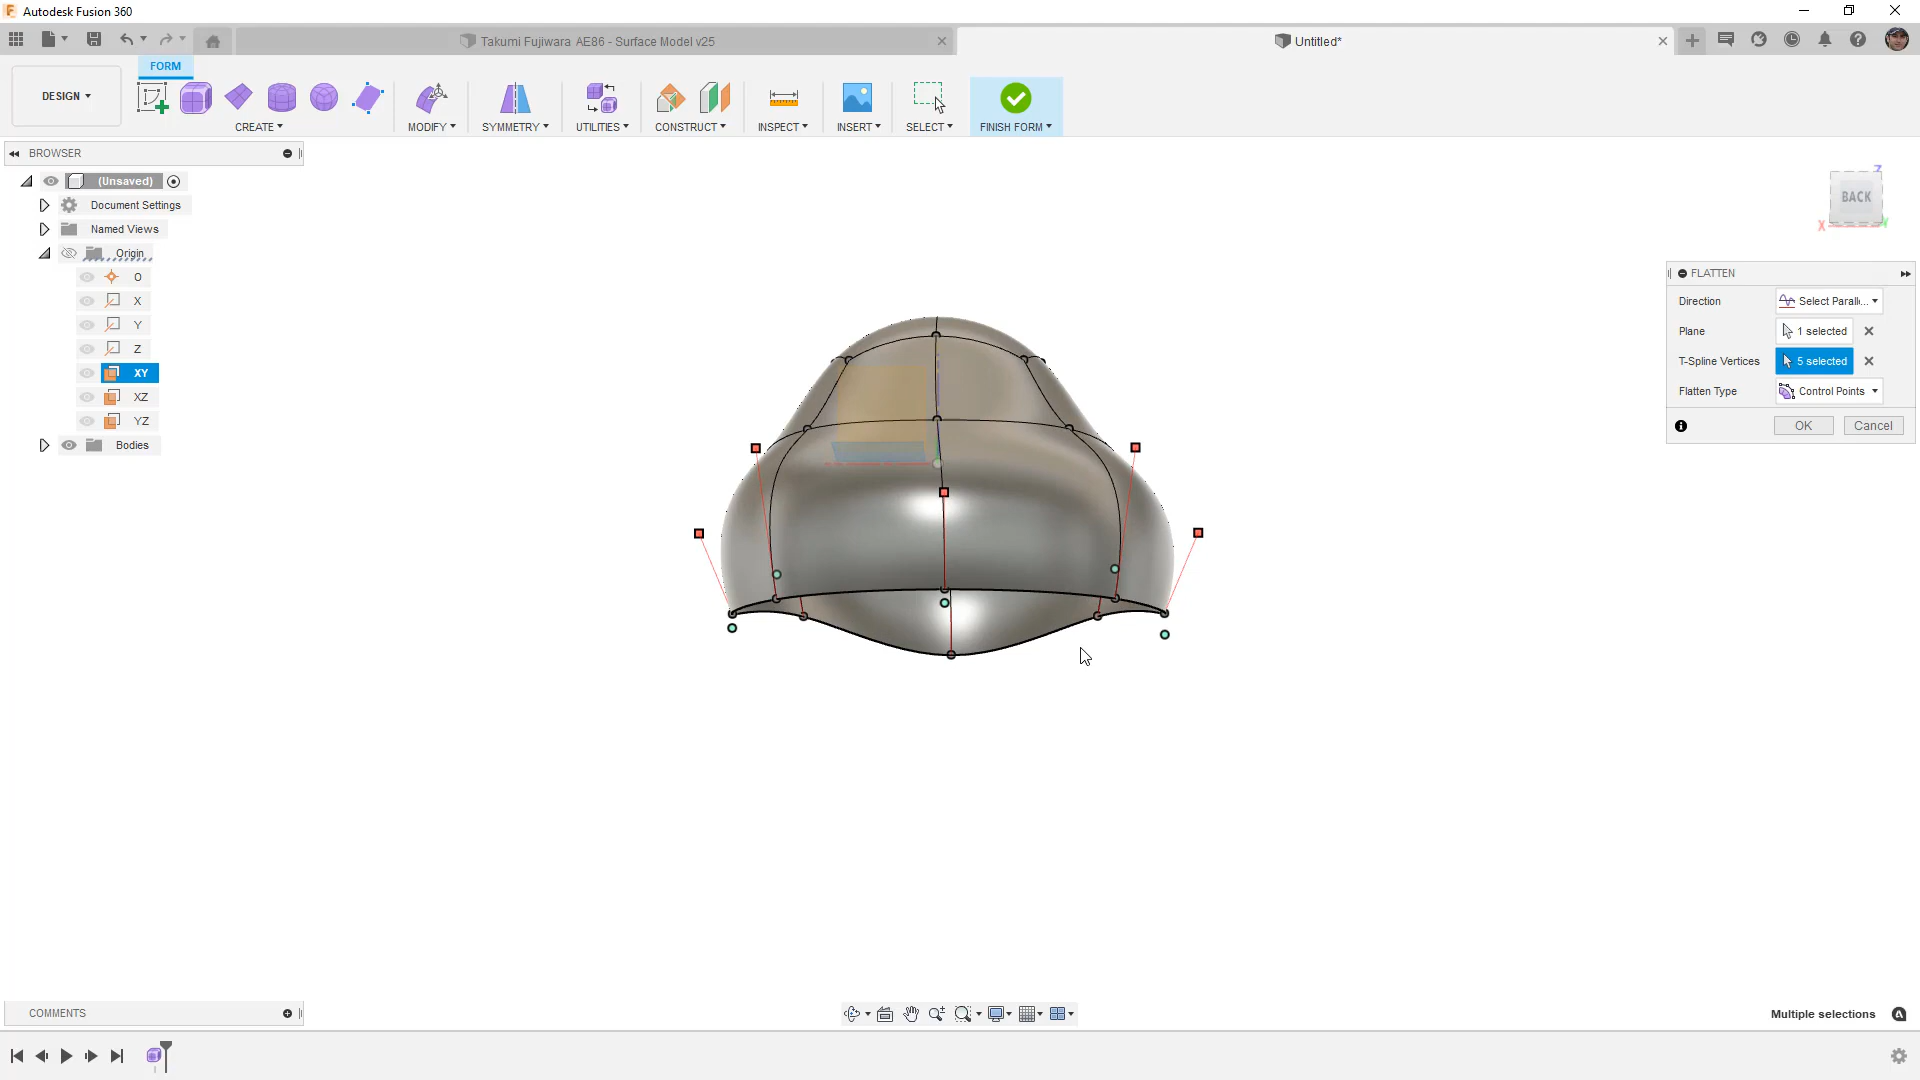 Autodesk Fusion 360
Takumi Fujiwara AE86 - Surface Model v25
Untitled*
FORM
DESIGN
CREATE
MODIFY
SYMMETRY
UTILITIES
CONSTRUCT
INSPECT
INSERT
SELECT
FINISH FORM
BROWSER
(Unsaved)
Document Settings
Named Views
Origin
O
X
Y
Z
XY
XZ
YZ
Bodies
Z
BACK
X
Y
FLATTEN
Direction
Select Parall...
Plane
1 selected
T-Spline Vertices
5 selected
Flatten Type
Control Points
OK
Cancel
COMMENTS
Multiple selections